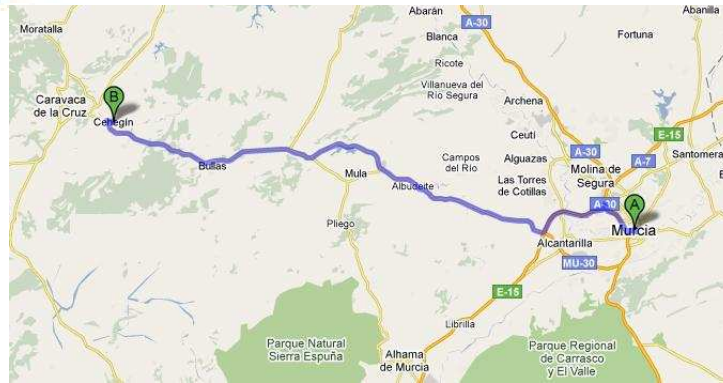 Moratalla
Abarán
Abanilla
A-30
Blanca
Fortuna
Ricote
B
Villanueva del
Río Segura
Caravaca
de la Cruz
Archena
Cehegín
E-15
Ceutí
A-30
A-7
Santomera
Campos
del Río
Alguazas
Molina de
Segura
Bullas
Mula
Las Torres
de Cotillas
Albudeite
A-30
A
Pliego
Murcia
Alcantarilla
MU-30
E-15
Librilla
Parque Natural
Sierra Espuña
Alhama
de Murcia
Parque Regional
de Carrasco
y El Valle